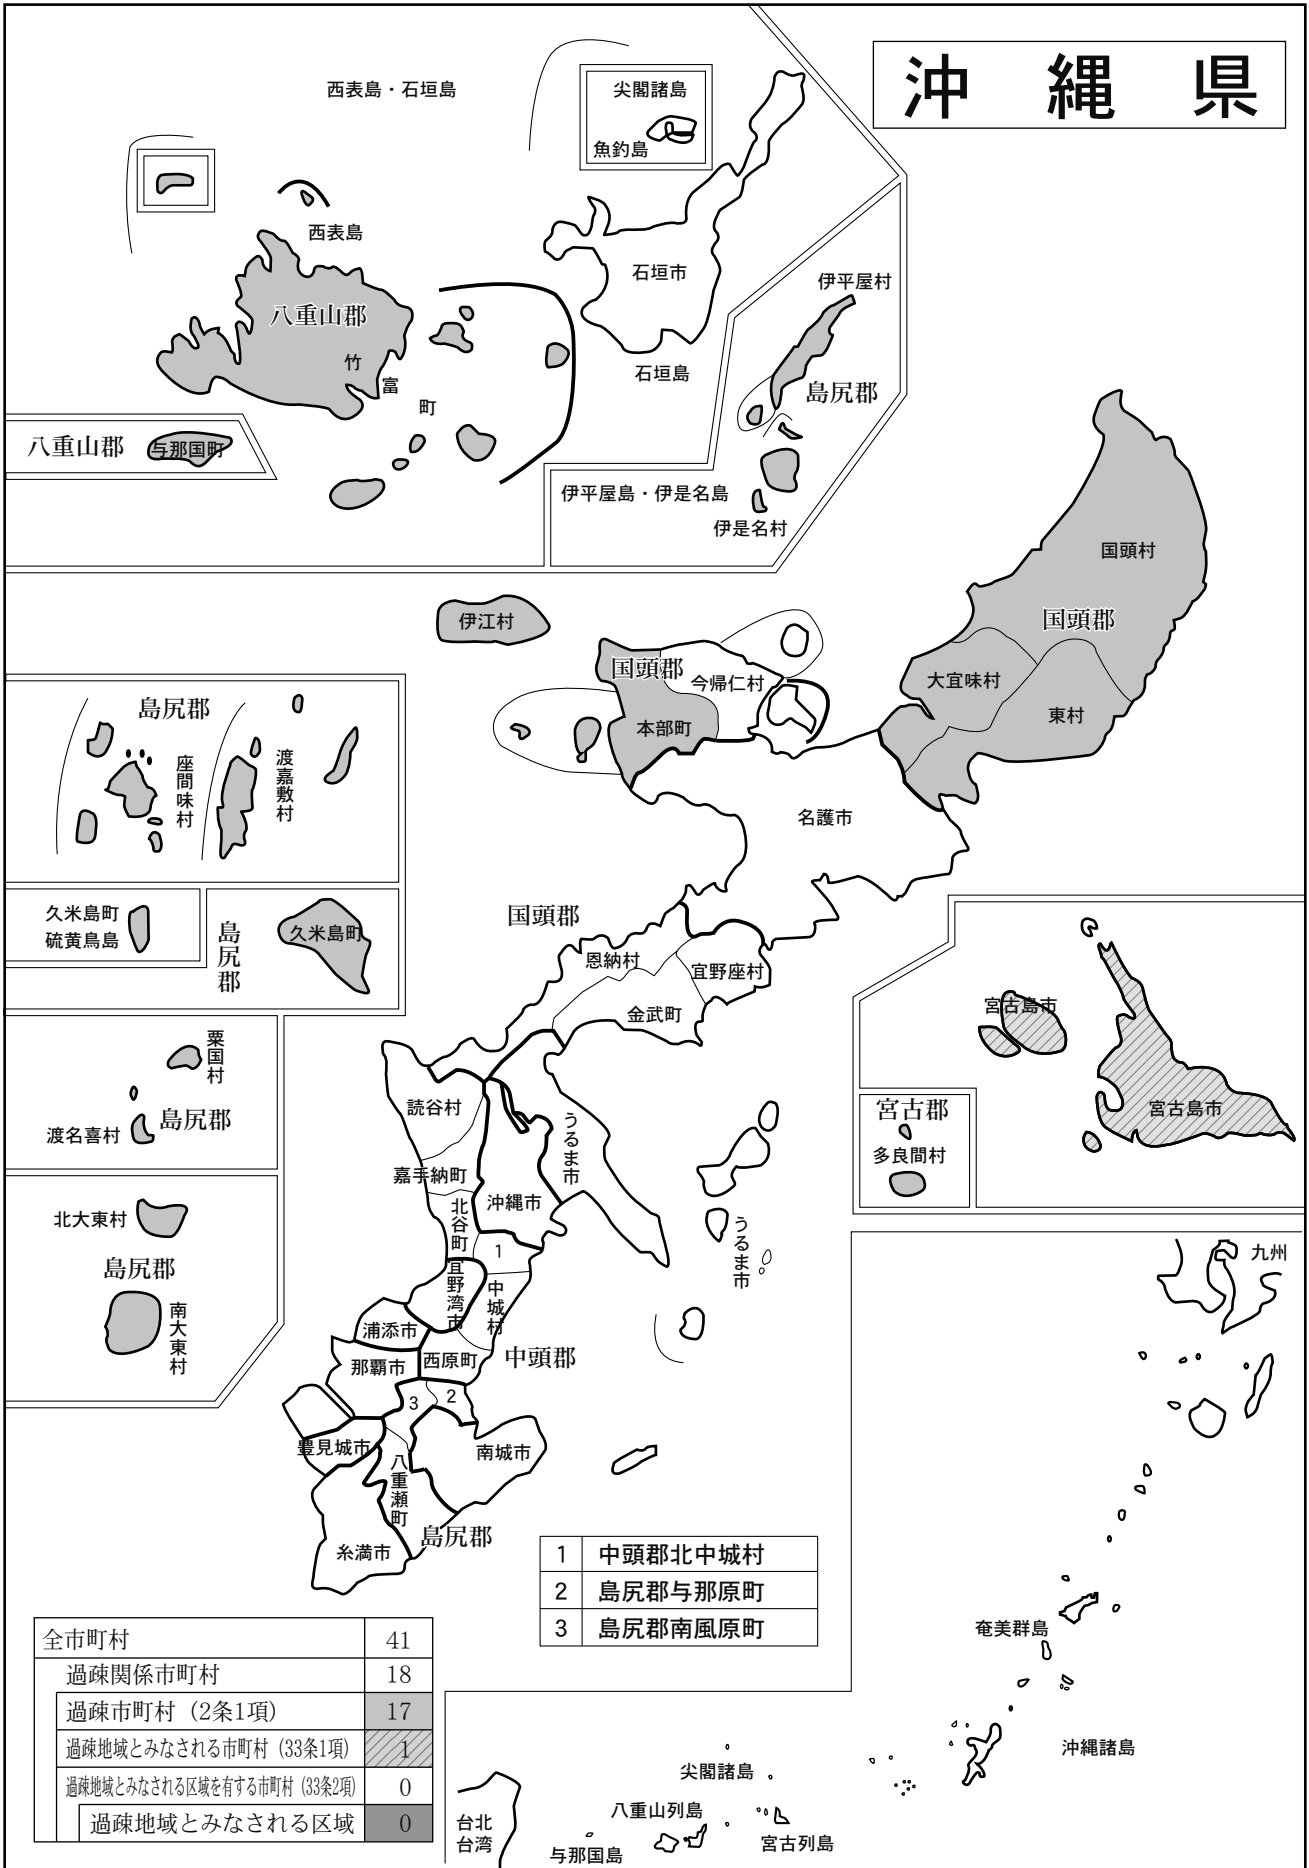 沖縄県
西表島・石垣島
尖閣諸島
魚釣島
西表島
八重山郡
竹富町
石垣市
石垣島
八重山郡
与那国町
伊平屋村
島尻郡
伊平屋島・伊是名島
伊是名村
国頭村
国頭郡
大宜味村
東村
伊江村
国頭郡
今帰仁村
本部町
名護市
島尻郡
座間味村
渡嘉敷村
久米島町
硫黄鳥島
島尻郡
久米島町
国頭郡
恩納村
宜野座村
金武町
宮古島市
宮古島市
宮古郡
多良間村
粟国村
島尻郡
渡名喜村
北大東村
島尻郡
南大東村
読谷村
嘉手納町
北谷町
沖縄市
うるま市
うるま市
1
宜野湾市
中城村
浦添市
那覇市
西原町
中頭郡
3
2
豊見城市
南城市
八重瀬町
島尻郡
糸満市
1 中頭郡北中城村
2 島尻郡与那原町
3 島尻郡南風原町
九州
奄美群島
沖縄諸島
尖閣諸島
八重山列島
宮古列島
与那国島
台北
台湾
全市町村 41
過疎関係市町村 18
過疎市町村（2条1項） 17
過疎地域とみなされる市町村（33条1項） 1
過疎地域とみなされる区域を有する市町村（33条2項） 0
過疎地域とみなされる区域 0